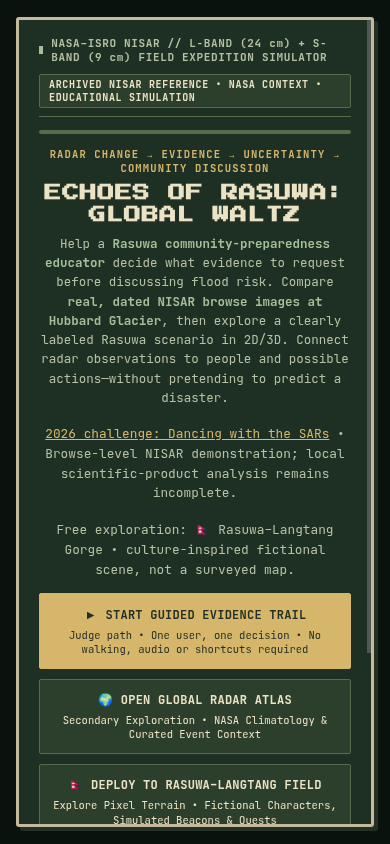 NASA-ISRO NISAR // L-BAND (24 cm) + S-
BAND (9 cm) FIELD EXPEDITION SIMULATOR
ARCHIVED NISAR REFERENCE • NASA CONTEXT •
EDUCATIONAL SIMULATION
RADAR CHANGE → EVIDENCE → UNCERTAINTY →
COMMUNITY DISCUSSION
ECHOES OF RASUWA:
GLOBAL WALTZ
Help a Rasuwa community-preparedness
educator decide what evidence to request
before discussing flood risk. Compare
real, dated NISAR browse images at
Hubbard Glacier, then explore a clearly
labeled Rasuwa scenario in 2D/3D. Connect
radar observations to people and possible
actions—without pretending to predict a
disaster.
2026 challenge: Dancing with the SARs •
Browse-level NISAR demonstration; local
scientific-product analysis remains
incomplete.
Free exploration: 🇳🇵 Rasuwa-Langtang
Gorge • culture-inspired fictional
scene, not a surveyed map.
▶ START GUIDED EVIDENCE TRAIL
Judge path • One user, one decision • No
walking, audio or shortcuts required
🌍 OPEN GLOBAL RADAR ATLAS
Secondary Exploration • NASA Climatology &
Curated Event Context
🇳🇵 DEPLOY TO RASUWA-LANGTANG FIELD
Explore Pixel Terrain • Fictional Characters,
Simulated Beacons & Quests